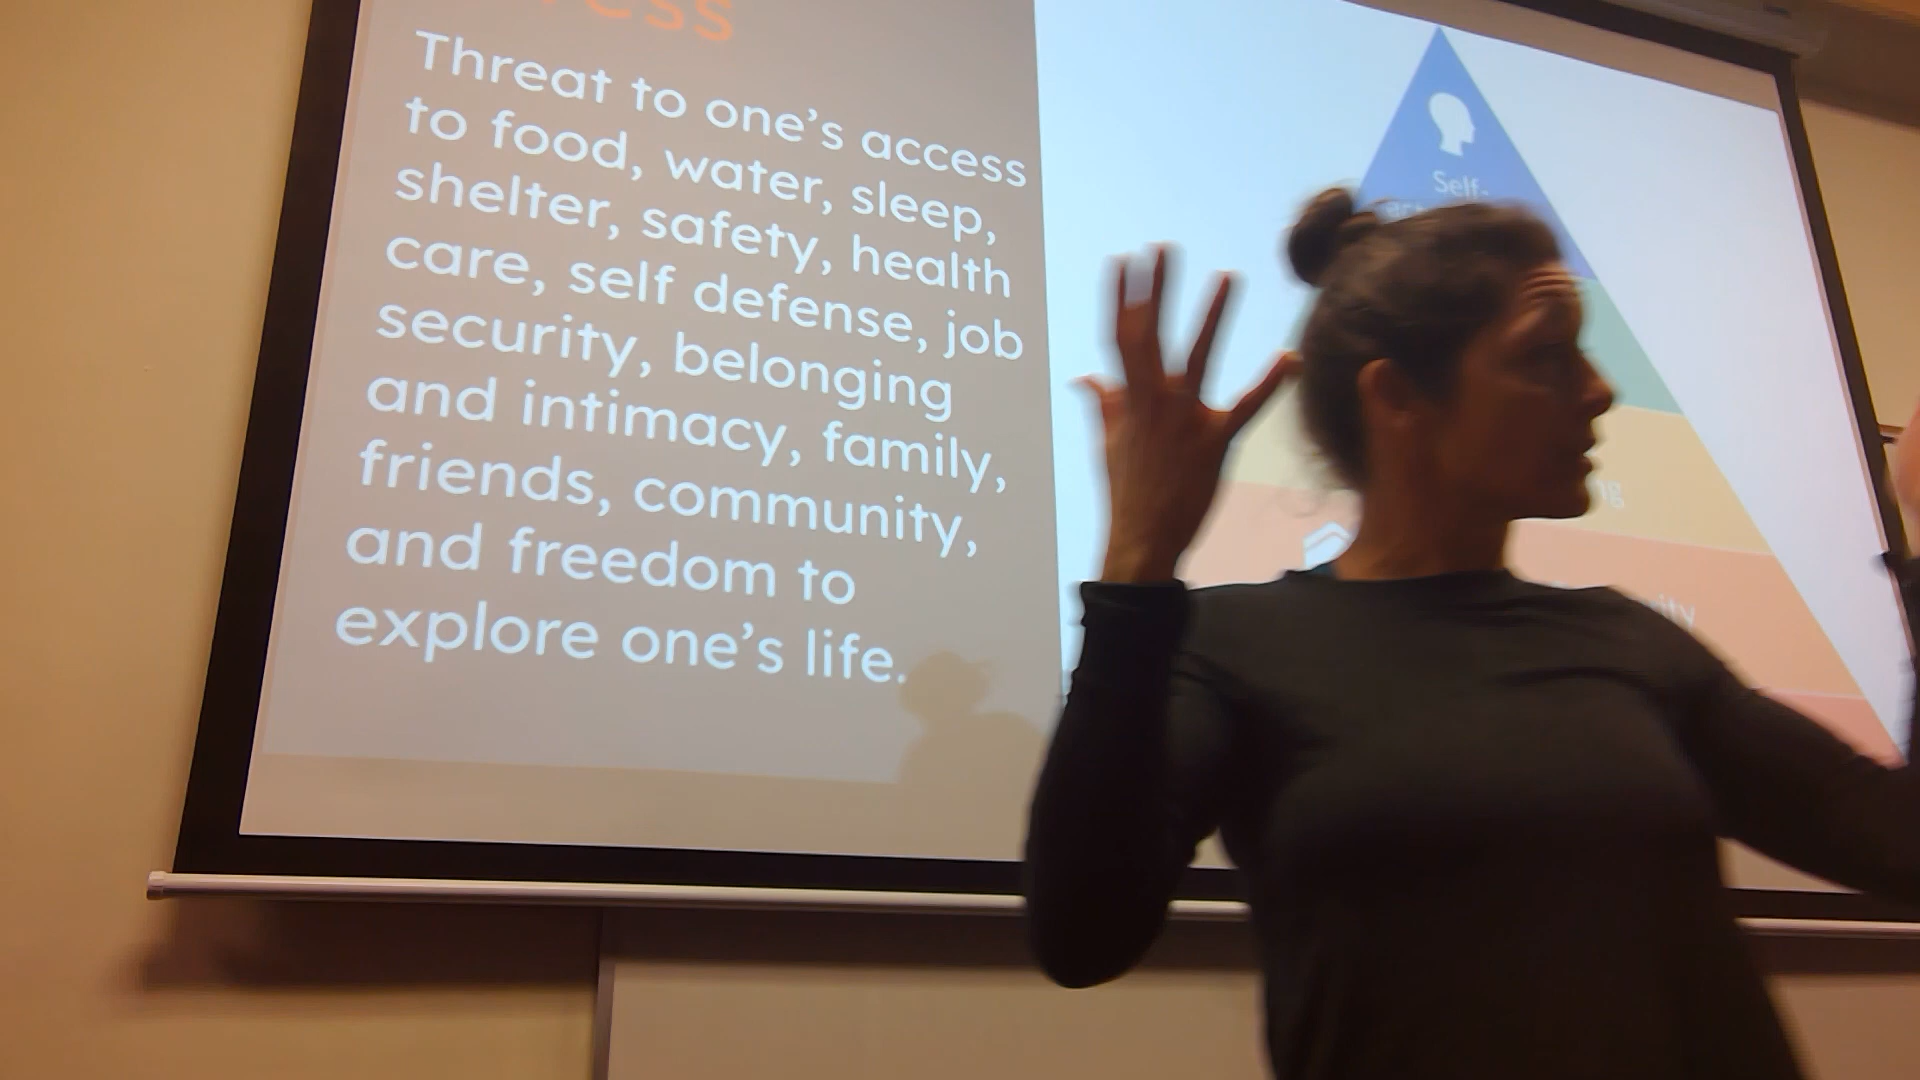 Threat to one's access
to food, water, sleep,
shelter, safety, health
care, self defense, job
security, belonging
and intimacy, family,
friends, community,
and freedom to
explore one's life.
Self-